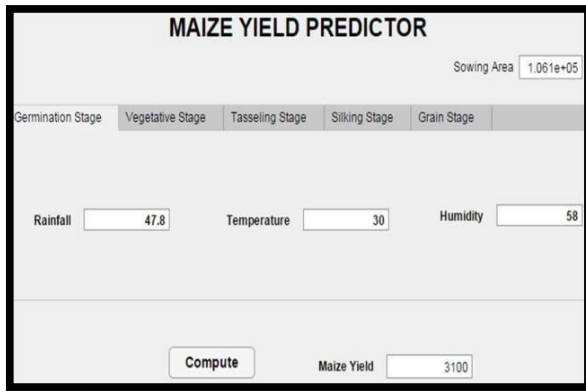 MAIZE YIELD PREDICTOR
Sowing Area 1.061e+05
Germination Stage Vegetative Stage Tasseling Stage Silking Stage Grain Stage
Rainfall 47.8 Temperature 30 Humidity 58
Compute Maize Yield 3100